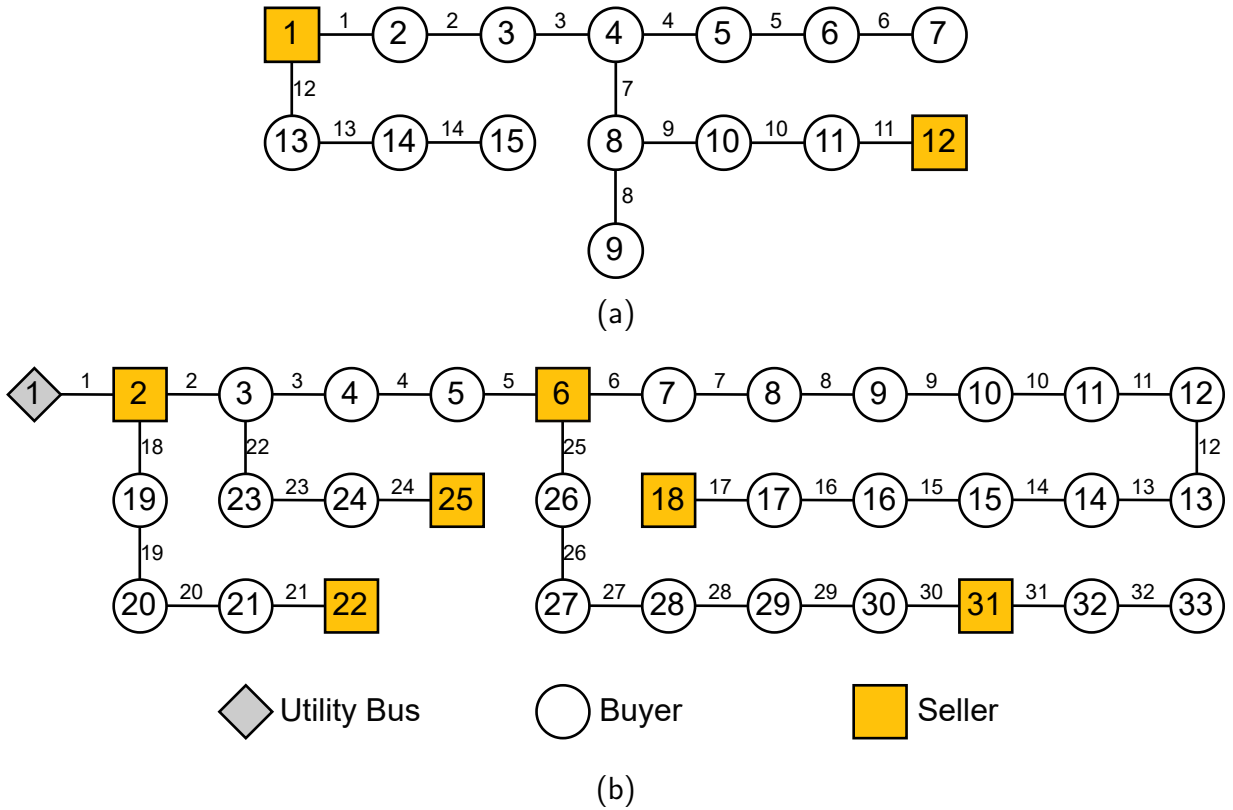 1 2 3 4 5 6
1 2 3 4 5 6 7
12 7
13 14 9 10 11
13 14 15 8 10 11 12
8
9
(a)
1 2 3 4 5 6 7 8 9 10 11
1 2 3 4 5 6 7 8 9 10 11 12
18 22 25 12
23 24 17 16 15 14 13
19 23 24 25 26 18 17 16 15 14 13
19 26
20 21 27 28 29 30 31 32
20 21 22 27 28 29 30 31 32 33
Utility Bus Buyer Seller
(b)